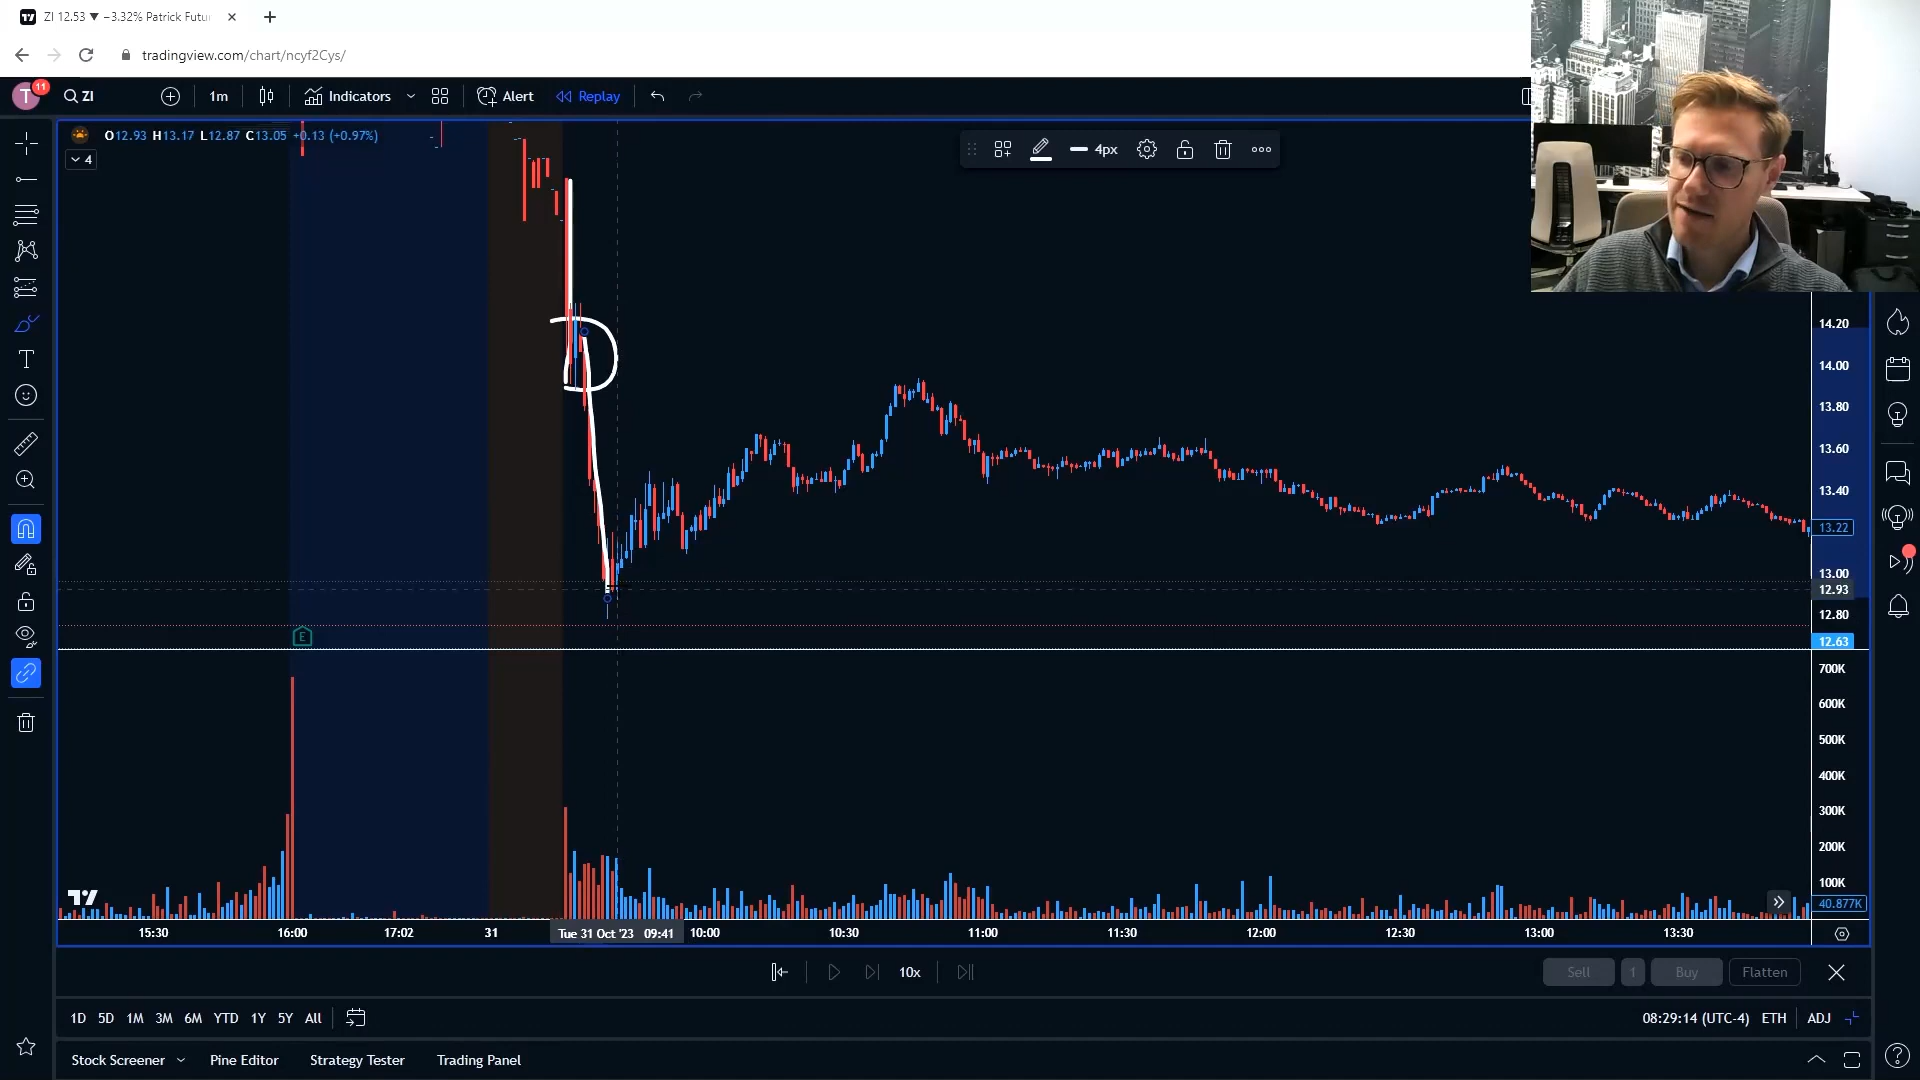 ZI 12.53 ▼ −3.32% Patrick Futu
tradingview.com/chart/ncyf2Cys/
T
11
ZI
1m
Indicators
Alert
Replay
O12.93 H13.17 L12.87 C13.05 +0.13 (+0.97%)
4
4px
14.20
14.00
13.80
13.60
13.40
13.22
13.00
12.93
12.80
12.63
E
700K
600K
500K
400K
300K
200K
100K
40.877K
15:30
16:00
17:02
31
Tue 31 Oct '23 09:41
10:00
10:30
11:00
11:30
12:00
12:30
13:00
13:30
10x
Sell
1
Buy
Flatten
1D 5D 1M 3M 6M YTD 1Y 5Y All
08:29:14 (UTC-4)
ETH
ADJ
Stock Screener
Pine Editor
Strategy Tester
Trading Panel